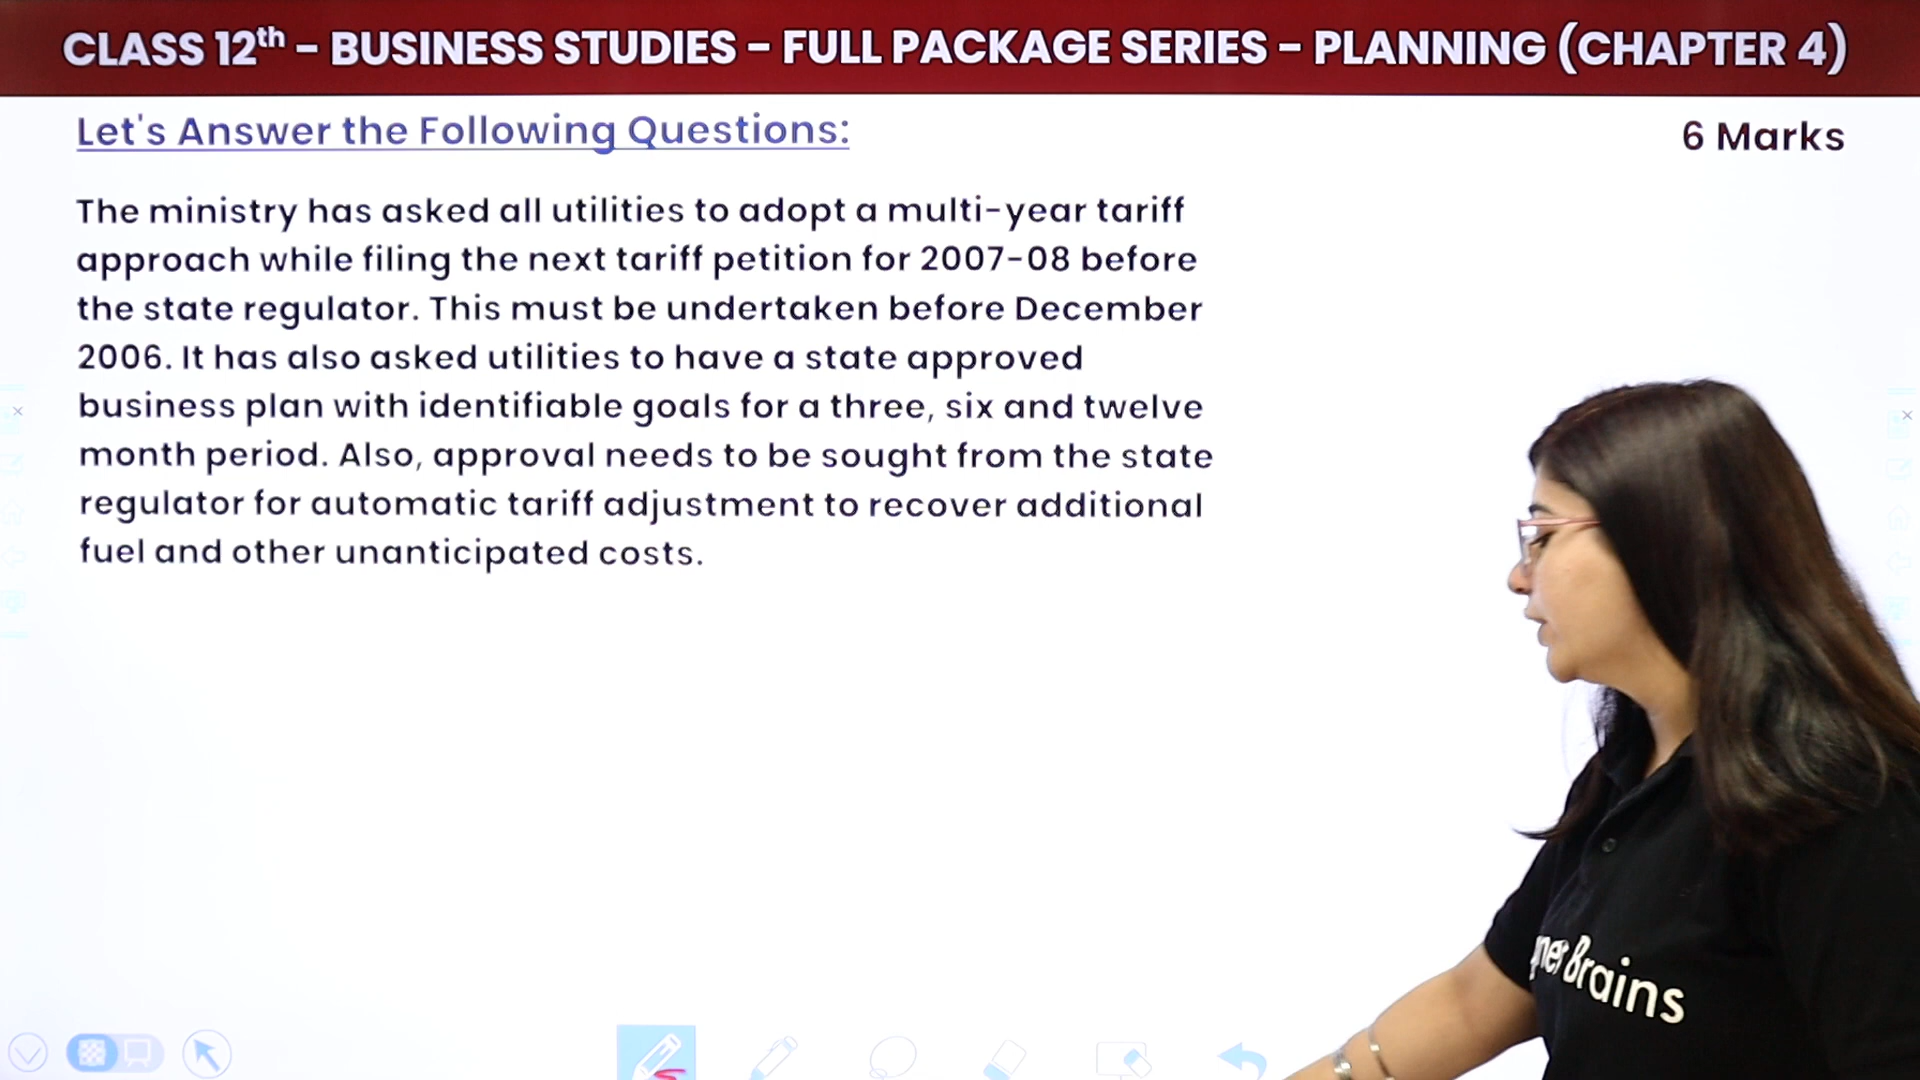 CLASS 12th – BUSINESS STUDIES – FULL PACKAGE SERIES – PLANNING (CHAPTER 4)
Let's Answer the Following Questions:
6 Marks
The ministry has asked all utilities to adopt a multi-year tariff
approach while filing the next tariff petition for 2007-08 before
the state regulator. This must be undertaken before December
2006. It has also asked utilities to have a state approved
business plan with identifiable goals for a three, six and twelve
month period. Also, approval needs to be sought from the state
regulator for automatic tariff adjustment to recover additional
fuel and other unanticipated costs.
Brains